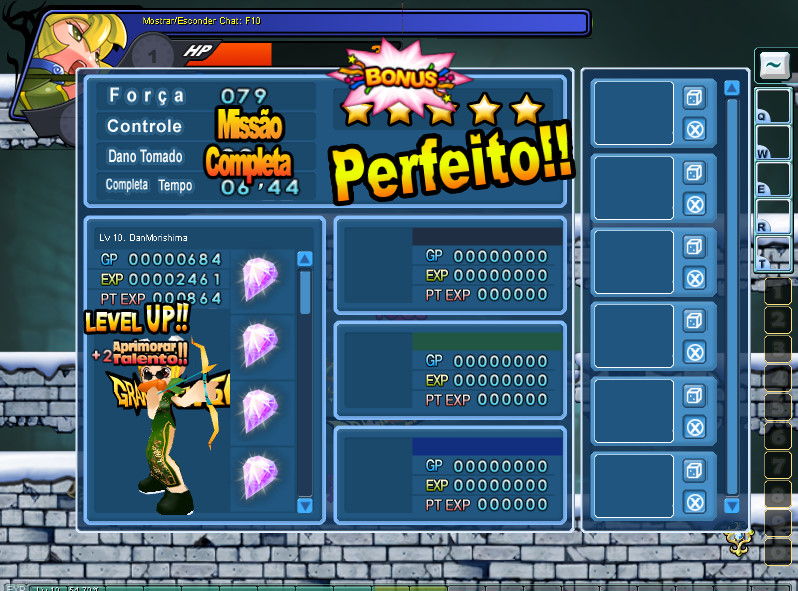 Mostrar/Esconder Chat: F10
1
HP
BONUS
Força 079
Controle
Missão
Completa
Dano Tomado
Completa Tempo 06'44
Perfeito!!
~
Q
W
E
R
T
Lv 10. DanMorishima
GP 00000684
EXP 00002461
PT EXP 000864
LEVEL UP!!
+2 Aprimorar
Talento!!
GP 00000000
EXP 00000000
PT EXP 000000
GP 00000000
EXP 00000000
PT EXP 000000
GP 00000000
EXP 00000000
PT EXP 000000